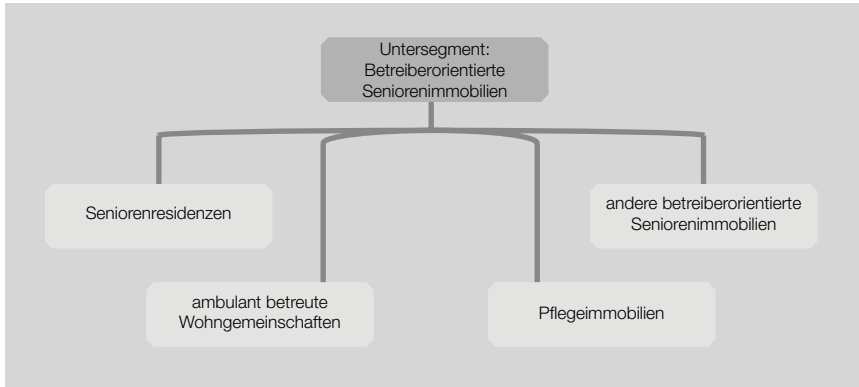 Untersegment:
Betreiberorientierte
Seniorenimmobilien
Seniorenresidenzen
andere betreiberorientierte
Seniorenimmobilien
ambulant betreute
Wohngemeinschaften
Pflegeimmobilien